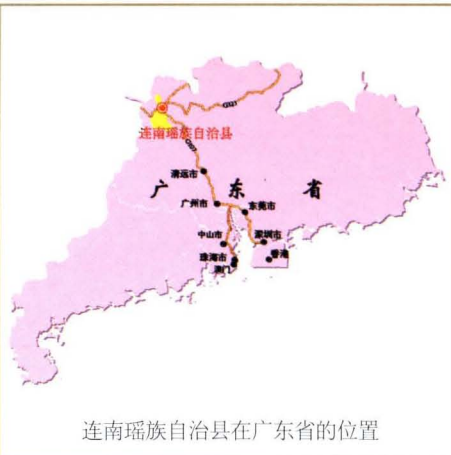 连南瑶族自治县
清远市
广东省
广州市
东莞市
中山市
深圳市
珠海市
香港
澳门
连南瑶族自治县在广东省的位置